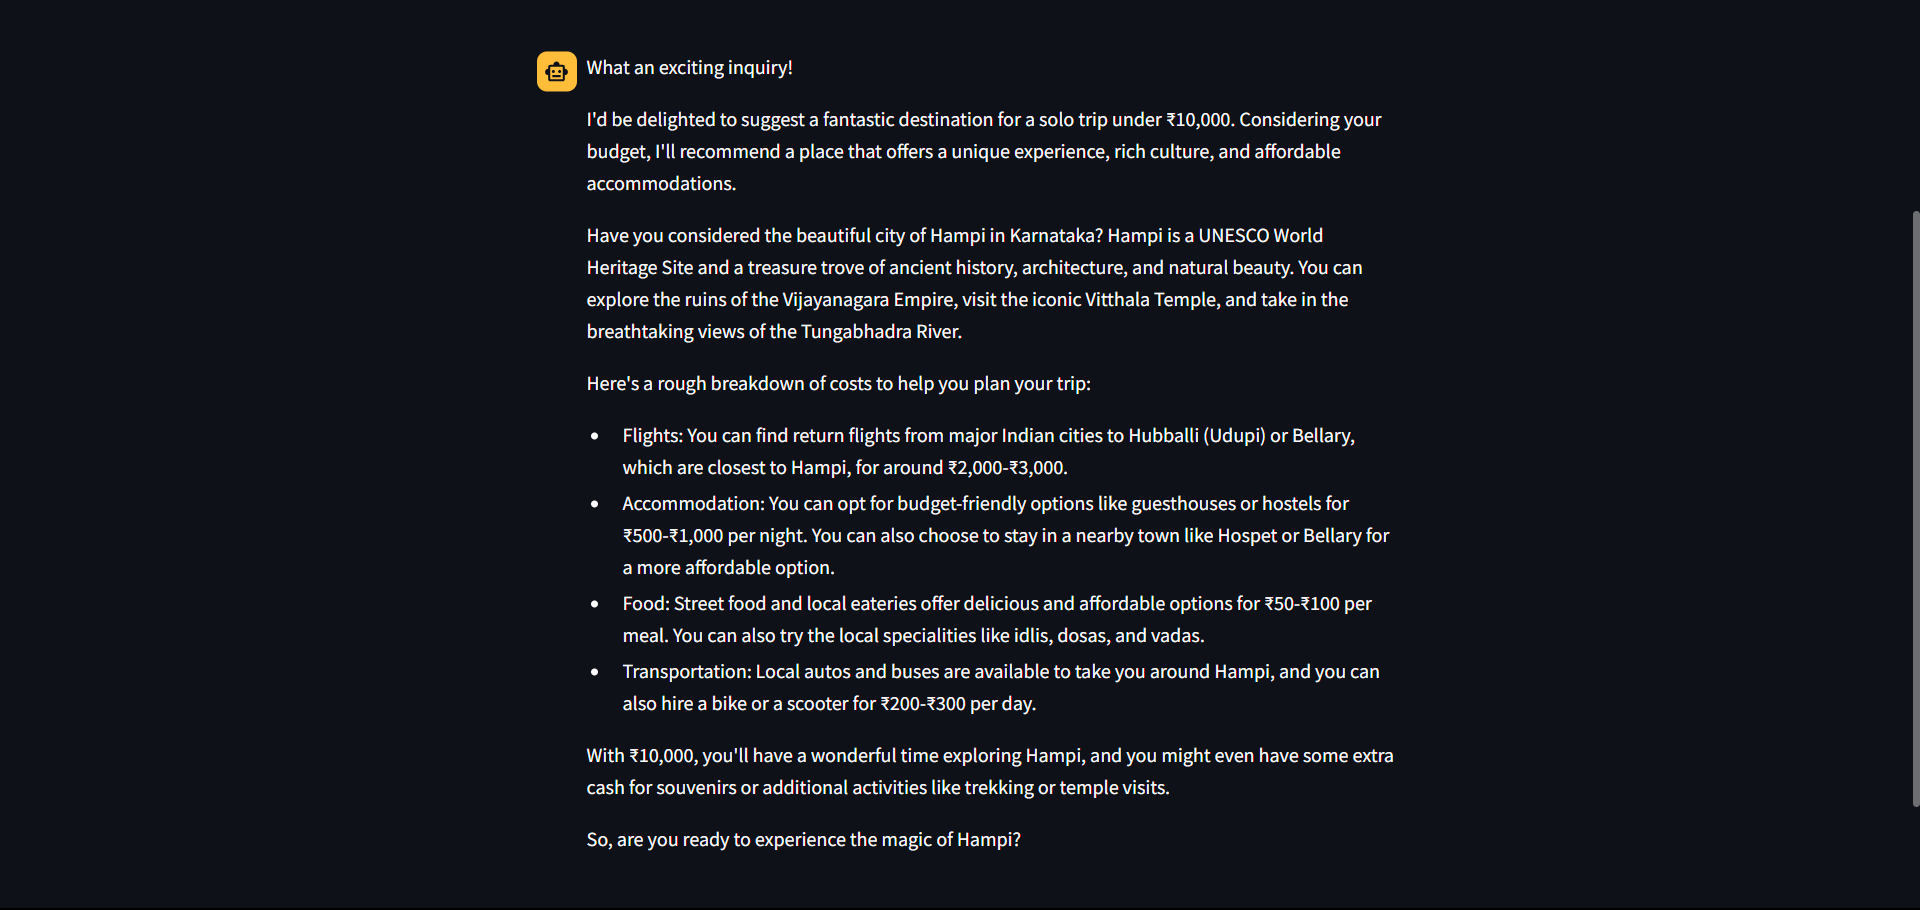 What an exciting inquiry!
I'd be delighted to suggest a fantastic destination for a solo trip under ₹10,000. Considering your
budget, I'll recommend a place that offers a unique experience, rich culture, and affordable
accommodations.
Have you considered the beautiful city of Hampi in Karnataka? Hampi is a UNESCO World
Heritage Site and a treasure trove of ancient history, architecture, and natural beauty. You can
explore the ruins of the Vijayanagara Empire, visit the iconic Vitthala Temple, and take in the
breathtaking views of the Tungabhadra River.
Here's a rough breakdown of costs to help you plan your trip:
• Flights: You can find return flights from major Indian cities to Hubballi (Udupi) or Bellary,
which are closest to Hampi, for around ₹2,000-₹3,000.
• Accommodation: You can opt for budget-friendly options like guesthouses or hostels for
₹500-₹1,000 per night. You can also choose to stay in a nearby town like Hospet or Bellary for
a more affordable option.
• Food: Street food and local eateries offer delicious and affordable options for ₹50-₹100 per
meal. You can also try the local specialities like idlis, dosas, and vadas.
• Transportation: Local autos and buses are available to take you around Hampi, and you can
also hire a bike or a scooter for ₹200-₹300 per day.
With ₹10,000, you'll have a wonderful time exploring Hampi, and you might even have some extra
cash for souvenirs or additional activities like trekking or temple visits.
So, are you ready to experience the magic of Hampi?